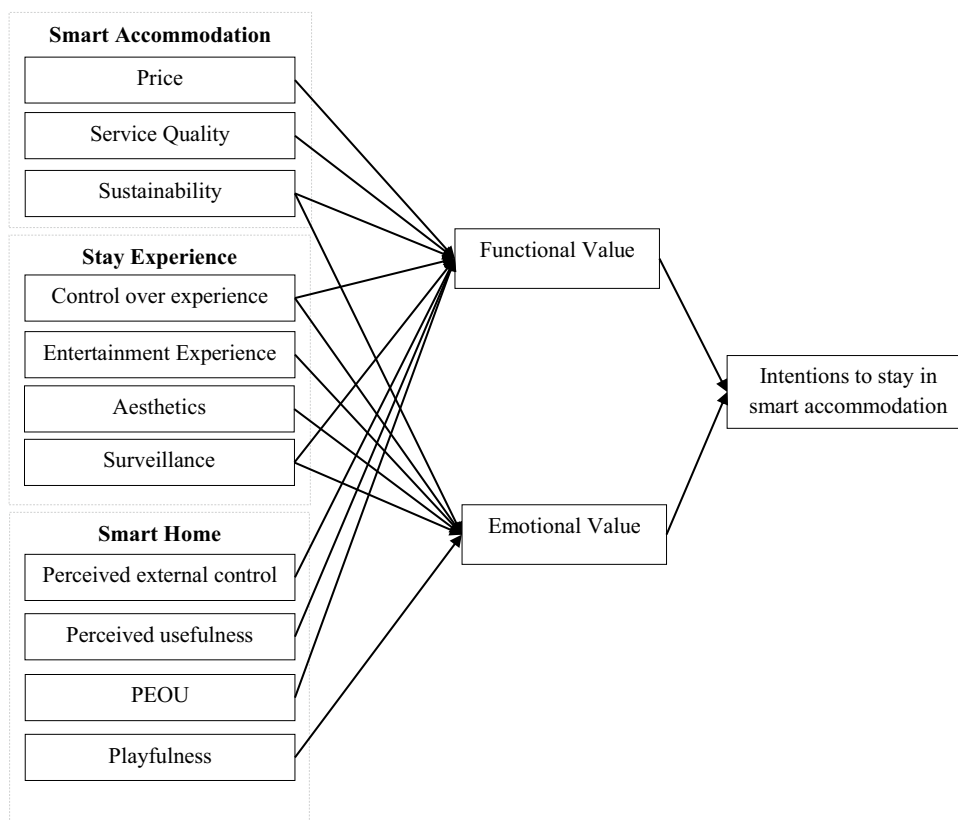 Smart Accommodation
Price
Service Quality
Sustainability
Stay Experience
Control over experience
Entertainment Experience
Aesthetics
Surveillance
Smart Home
Perceived external control
Perceived usefulness
PEOU
Playfulness
Functional Value
Emotional Value
Intentions to stay in
smart accommodation